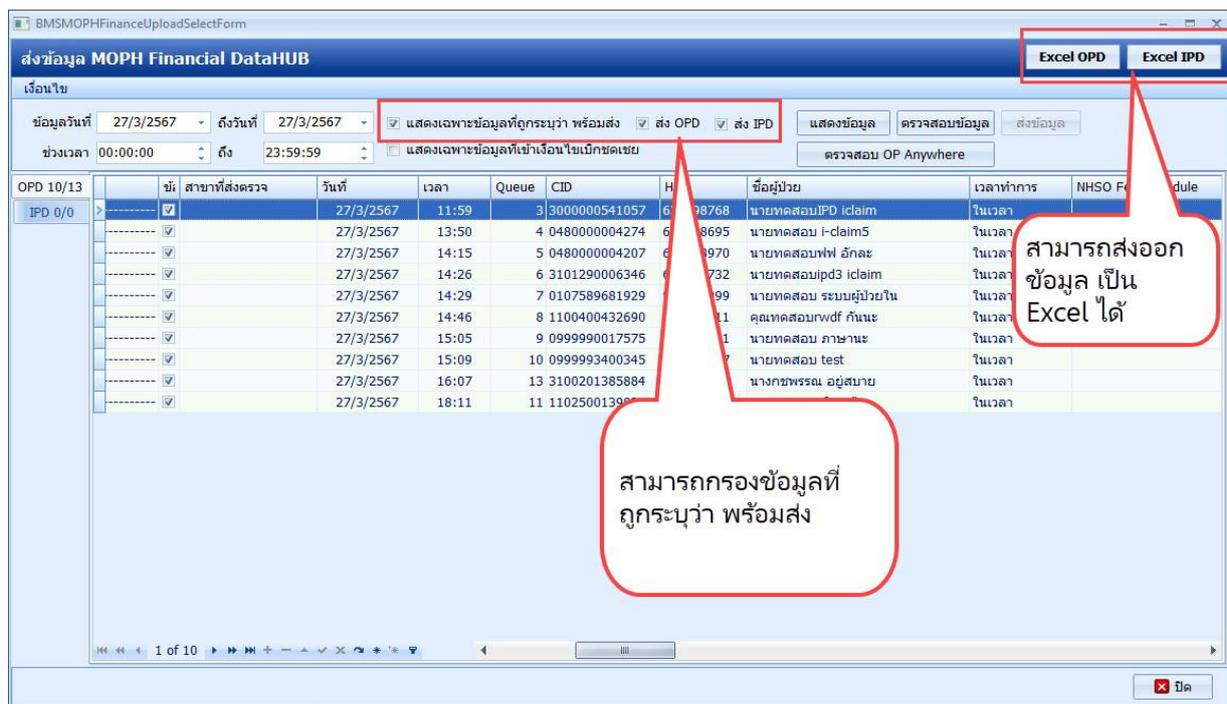 BMSMOPHFinanceUploadSelectForm
ส่งข้อมูล MOPH Financial DataHUB Excel OPD Excel IPD
เงื่อนไข
ข้อมูลวันที่ 27/3/2567 ถึงวันที่ 27/3/2567 แสดงเฉพาะข้อมูลที่ถูกระบุว่า พร้อมส่ง ส่ง OPD ส่ง IPD แสดงข้อมูล ตรวจสอบข้อมูล ส่งข้อมูล
ช่วงเวลา 00:00:00 ถึง 23:59:59 แสดงเฉพาะข้อมูลที่เข้าเงื่อนไขเบิกชดเชย ตรวจสอบ OP Anywhere
OPD 10/13 สาขาที่ส่งตรวจ วันที่ เวลา Queue CID ชื่อผู้ป่วย เวลาทำการ NHSO
IPD 0/0 27/3/2567 11:59 3 3000000541057 นายทดสอบIPD iclaim ในเวลา
27/3/2567 13:50 4 0480000004274 นายทดสอบ i-claim5 ในเวลา
27/3/2567 14:15 5 0480000004207 นายทดสอบฟฟ อักละ ในเวลา
27/3/2567 14:26 6 3101290006346 นายทดสอบipd3 iclaim ในเวลา
27/3/2567 14:29 7 0107589681929 นายทดสอบ ระบบผู้ป่วยใน ในเวลา
27/3/2567 14:46 8 1100400432690 คุณทดสอบrwdf กันนะ ในเวลา
27/3/2567 15:05 9 0999990017575 นายทดสอบ ภาษานะ ในเวลา
27/3/2567 15:09 10 0999993400345 นายทดสอบ test ในเวลา
27/3/2567 16:07 13 3100201385884 นางกชพรรณ อยู่สบาย ในเวลา
27/3/2567 18:11 11 ในเวลา
สามารถส่งออก
ข้อมูล เป็น
Excel ได้
สามารถกรองข้อมูลที่
ถูกระบุว่า พร้อมส่ง
1 of 10
ปิด